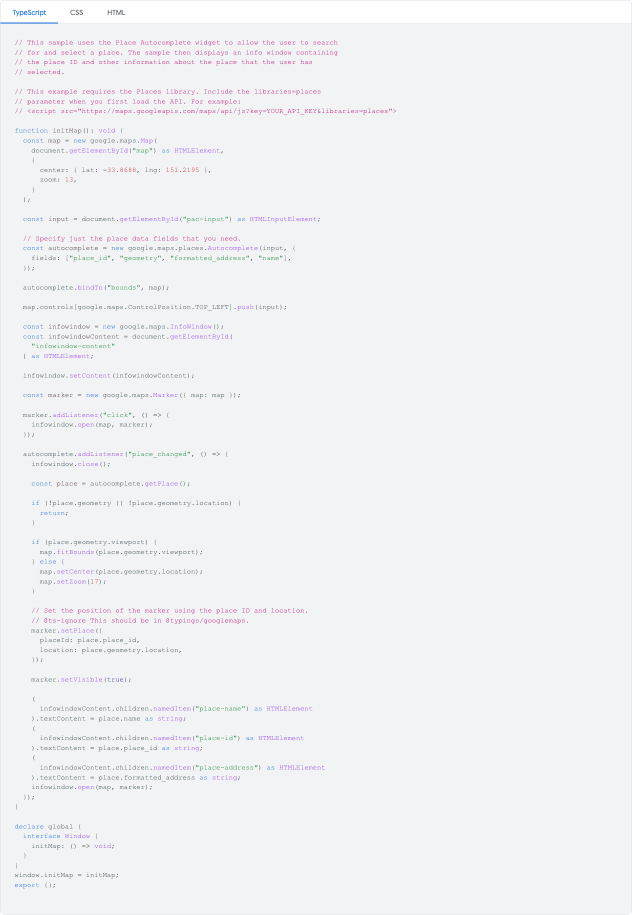 TypeScript CSS HTML
// This sample uses the Place Autocomplete widget to allow the user to search
// for and select a place. The sample then displays an info window containing
// the place ID and other information about the place that the user has
// selected.
// This example requires the Places library. Include the libraries=places
// parameter when you first load the API. For example:
// <script src="https://maps.googleapis.com/maps/api/js?key=YOUR_API_KEY&libraries=places">
function initMap(): void {
  const map = new google.maps.Map(
    document.getElementById("map") as HTMLElement,
    {
      center: { lat: -33.8688, lng: 151.2195 },
      zoom: 13,
    }
  );
  const input = document.getElementById("pac-input") as HTMLInputElement;
  // Specify just the place data fields that you need.
  const autocomplete = new google.maps.places.Autocomplete(input, {
    fields: ["place_id", "geometry", "formatted_address", "name"],
  });
  autocomplete.bindTo("bounds", map);
  map.controls[google.maps.ControlPosition.TOP_LEFT].push(input);
  const infowindow = new google.maps.InfoWindow();
  const infowindowContent = document.getElementById(
    "infowindow-content"
  ) as HTMLElement;
  infowindow.setContent(infowindowContent);
  const marker = new google.maps.Marker({ map: map });
  marker.addListener("click", () => {
    infowindow.open(map, marker);
  });
  autocomplete.addListener("place_changed", () => {
    infowindow.close();
    const place = autocomplete.getPlace();
    if (!place.geometry || !place.geometry.location) {
      return;
    }
    if (place.geometry.viewport) {
      map.fitBounds(place.geometry.viewport);
    } else {
      map.setCenter(place.geometry.location);
      map.setZoom(17);
    }
    // Set the position of the marker using the place ID and location.
    // @ts-ignore This should be in @typings/googlemaps.
    marker.setPlace({
      placeId: place.place_id,
      location: place.geometry.location,
    });
    marker.setVisible(true);
    (
      infowindowContent.children.namedItem("place-name") as HTMLElement
    ).textContent = place.name as string;
    (
      infowindowContent.children.namedItem("place-id") as HTMLElement
    ).textContent = place.place_id as string;
    (
      infowindowContent.children.namedItem("place-address") as HTMLElement
    ).textContent = place.formatted_address as string;
    infowindow.open(map, marker);
  });
}
declare global {
  interface Window {
    initMap: () => void;
  }
}
window.initMap = initMap;
export {};